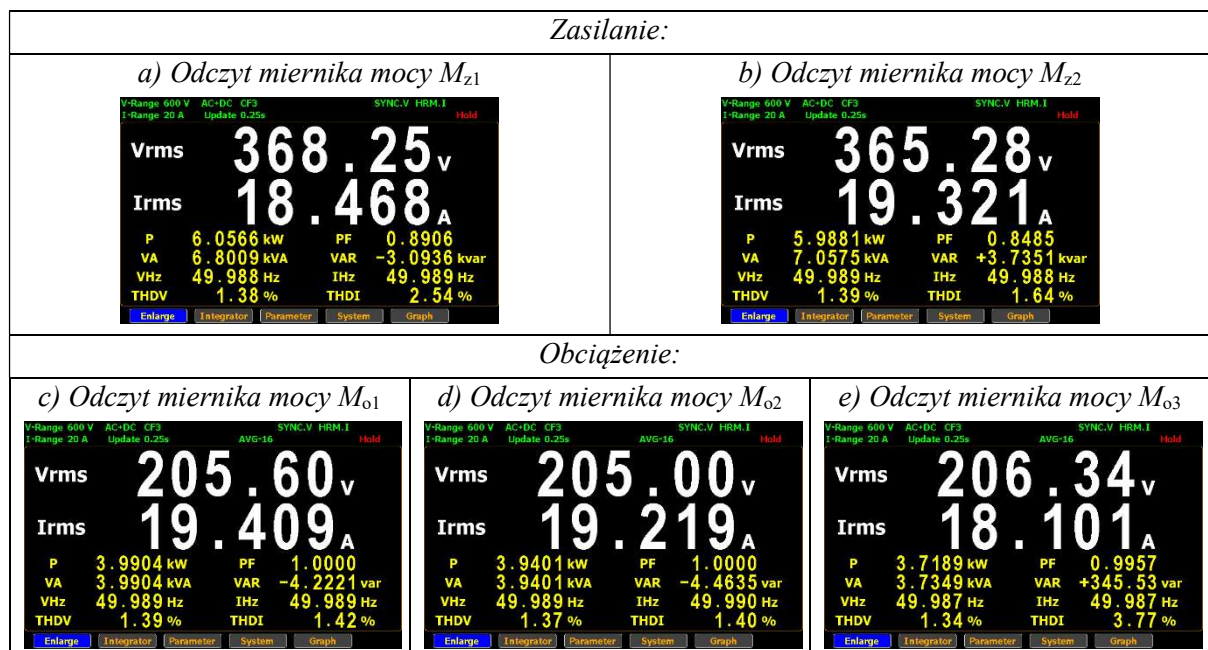 Zasilanie:
a) Odczyt miernika mocy Mz1
V-Range 600 V AC+DC CF3 SYNC.V HRM.I
I-Range 20 A Update 0.25s Hold
Vrms 368.25 V
Irms 18.468 A
P 6.0566 kW PF 0.8906
VA 6.8009 kVA VAR -3.0936 kvar
VHz 49.988 Hz IHz 49.989 Hz
THDV 1.38 % THDI 2.54 %
Enlarge Integrator Parameter System Graph
b) Odczyt miernika mocy Mz2
V-Range 600 V AC+DC CF3 SYNC.V HRM.I
I-Range 20 A Update 0.25s Hold
Vrms 365.28 V
Irms 19.321 A
P 5.9881 kW PF 0.8485
VA 7.0575 kVA VAR +3.7351 kvar
VHz 49.989 Hz IHz 49.988 Hz
THDV 1.39 % THDI 1.64 %
Enlarge Integrator Parameter System Graph
Obciążenie:
c) Odczyt miernika mocy Mo1
V-Range 600 V AC+DC CF3 SYNC.V HRM.I
I-Range 20 A Update 0.25s AVG-16 Hold
Vrms 205.60 V
Irms 19.409 A
P 3.9904 kW PF 1.0000
VA 3.9904 kVA VAR -4.2221 var
VHz 49.989 Hz IHz 49.989 Hz
THDV 1.39 % THDI 1.42 %
Enlarge Integrator Parameter System Graph
d) Odczyt miernika mocy Mo2
V-Range 600 V AC+DC CF3 SYNC.V HRM.I
I-Range 20 A Update 0.25s AVG-16 Hold
Vrms 205.00 V
Irms 19.219 A
P 3.9401 kW PF 1.0000
VA 3.9401 kVA VAR -4.4635 var
VHz 49.989 Hz IHz 49.990 Hz
THDV 1.37 % THDI 1.40 %
Enlarge Integrator Parameter System Graph
e) Odczyt miernika mocy Mo3
V-Range 600 V AC+DC CF3 SYNC.V HRM.I
I-Range 20 A Update 0.25s AVG-16 Hold
Vrms 206.34 V
Irms 18.101 A
P 3.7189 kW PF 0.9957
VA 3.7349 kVA VAR +345.53 var
VHz 49.987 Hz IHz 49.987 Hz
THDV 1.34 % THDI 3.77 %
Enlarge Integrator Parameter System Graph